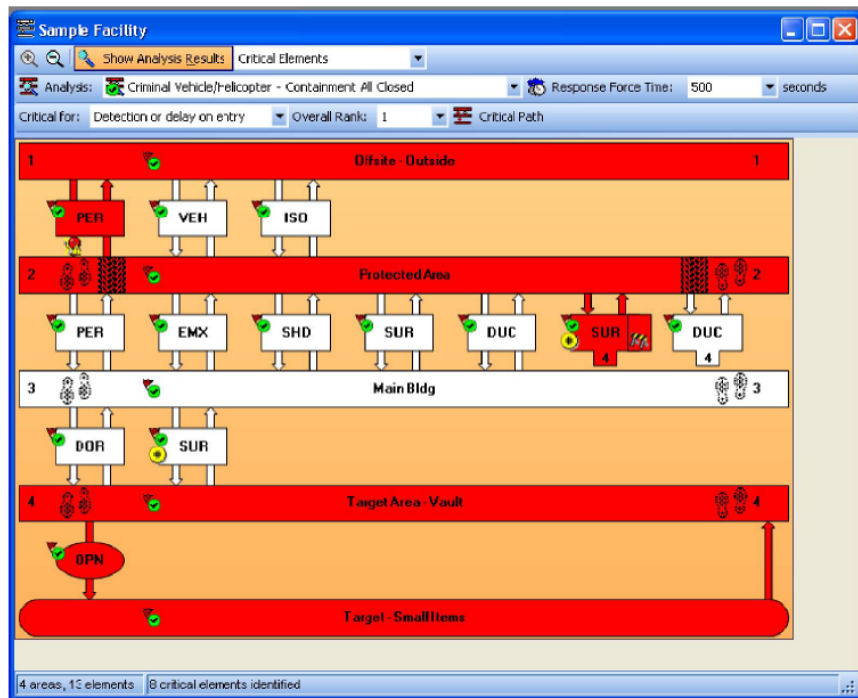 Sample Facility
Show Analysis Results Critical Elements
Analysis: Criminal Vehicle/Helicopter - Containment All Closed Response Force Time: 500 seconds
Critical for: Detection or delay on entry Overall Rank: 1 Critical Path
1 Offsite - Outside 1
PER VEH ISO
2 Protected Area 2
PER EMX SHD SUR DUC SUR DUC
4 4
3 Main Bldg 3
DOR SUR
4 Target Area - Vault 4
OPN
Target - Small Items
4 areas, 13 elements 8 critical elements identified